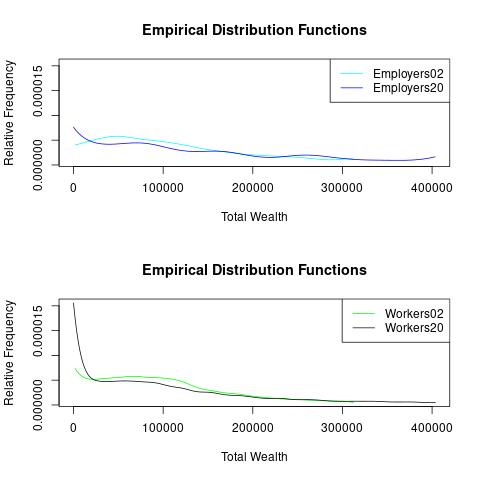 Empirical Distribution Functions
Relative Frequency
0.000000 0.000015
Employers02
Employers20
0 100000 200000 300000 400000
Total Wealth
Empirical Distribution Functions
Relative Frequency
0.000000 0.000015
Workers02
Workers20
0 100000 200000 300000 400000
Total Wealth